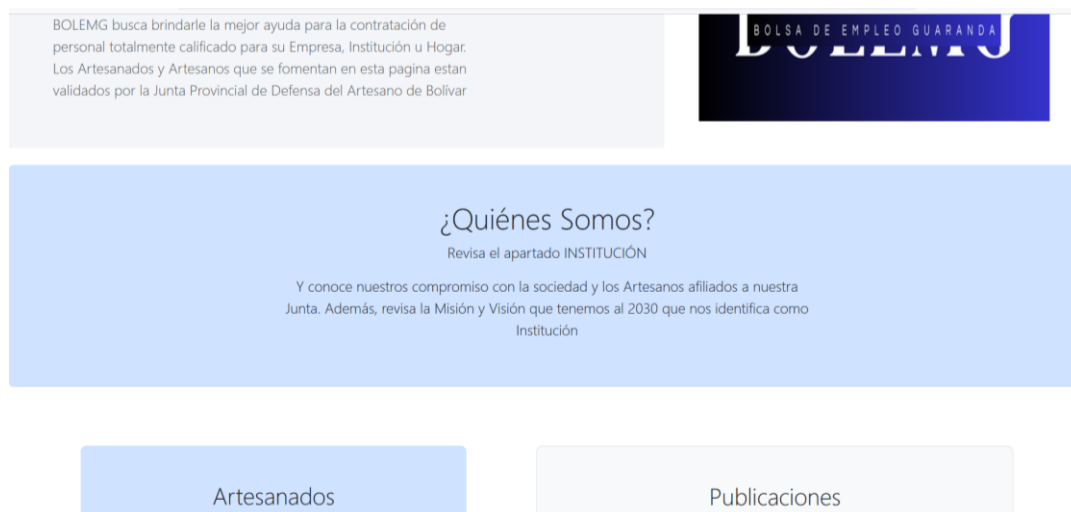 BOLEMG busca brindarle la mejor ayuda para la contratación de
personal totalmente calificado para su Empresa, Institución u Hogar.
Los Artesanados y Artesanos que se fomentan en esta pagina estan
validados por la Junta Provincial de Defensa del Artesano de Bolívar
BOLEMG
BOLSA DE EMPLEO GUARANDA
¿Quiénes Somos?
Revisa el apartado INSTITUCIÓN
Y conoce nuestros compromiso con la sociedad y los Artesanos afiliados a nuestra
Junta. Además, revisa la Misión y Visión que tenemos al 2030 que nos identifica como
Institución
Artesanados
Publicaciones